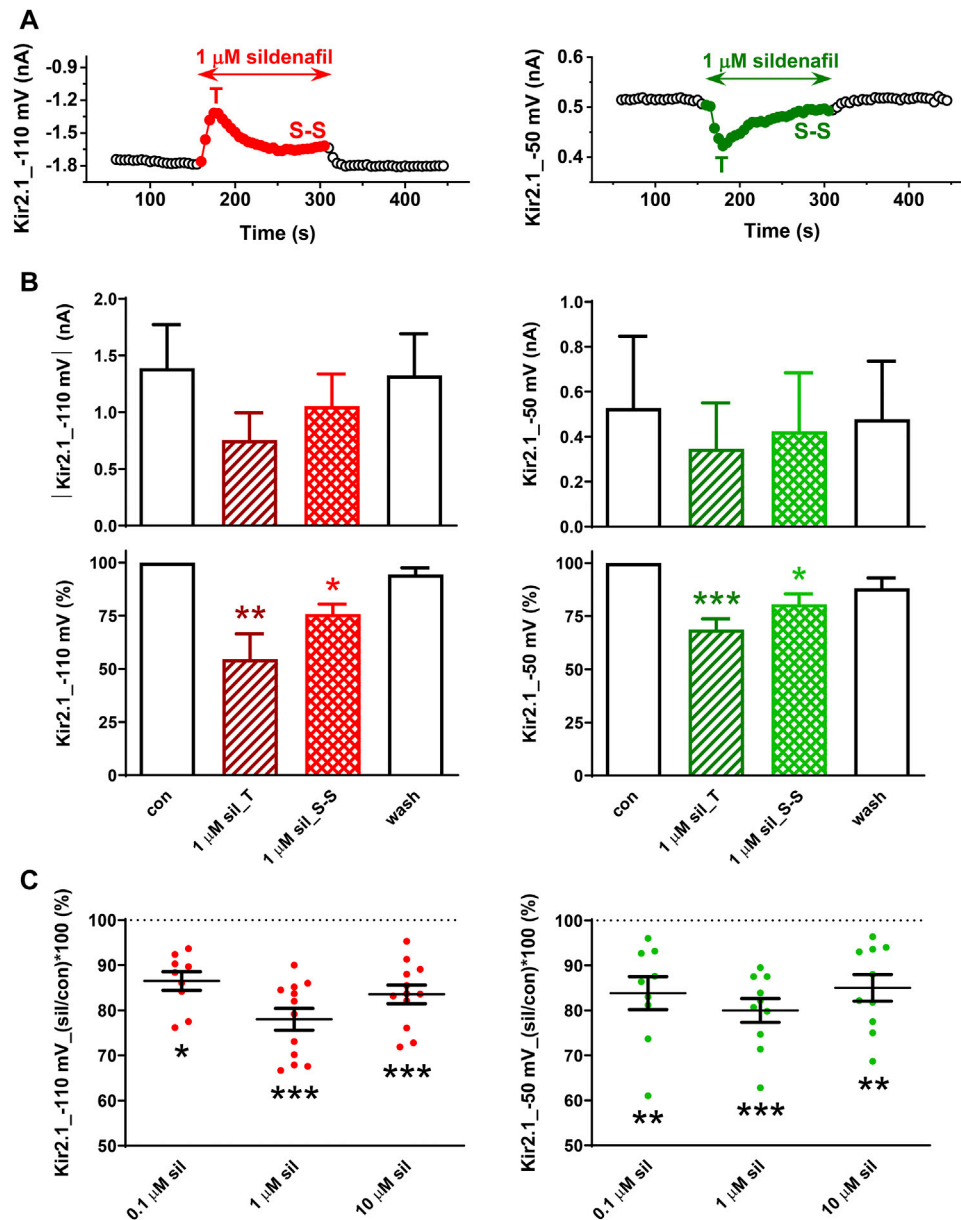 A
Kir2.1_-110 mV (nA)
-0.9
-1.2
-1.5
-1.8
1 μM sildenafil
T
S-S
100
200
300
400
Time (s)
Kir2.1_-50 mV (nA)
0.6
0.5
0.4
1 μM sildenafil
T
S-S
100
200
300
400
Time (s)
B
| Kir2.1_-110 mV | (nA)
2.0
1.5
1.0
0.5
0.0
Kir2.1_-50 mV (nA)
1.0
0.8
0.6
0.4
0.2
0.0
Kir2.1_-110 mV (%)
100
75
50
25
0
**
*
con
1 μM sil_T
1 μM sil_S-S
wash
Kir2.1_-50 mV (%)
100
75
50
25
0
***
*
con
1 μM sil_T
1 μM sil_S-S
wash
C
Kir2.1_-110 mV_(sil/con)*100 (%)
100
90
80
70
60
50
*
***
***
0.1 μM sil
1 μM sil
10 μM sil
Kir2.1_-50 mV_(sil/con)*100 (%)
100
90
80
70
60
50
**
***
**
0.1 μM sil
1 μM sil
10 μM sil